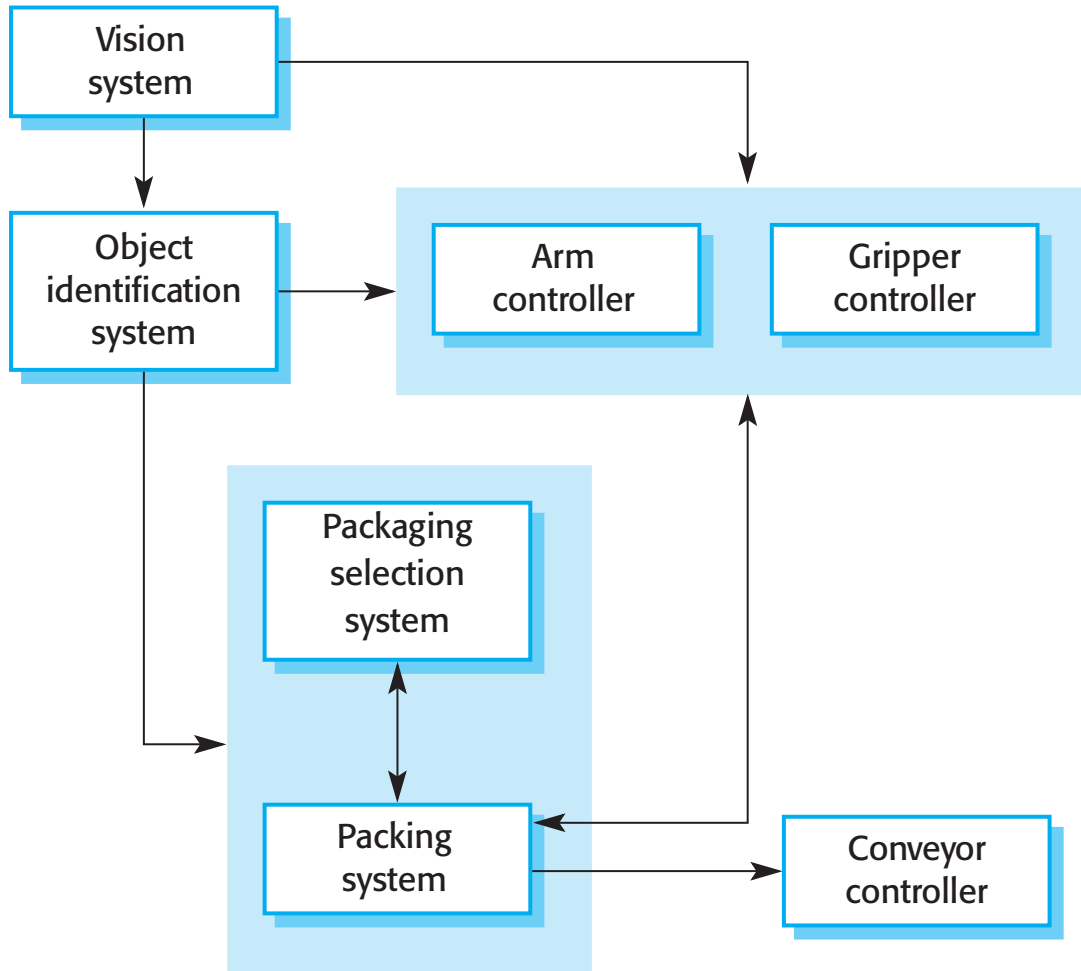 Vision
system
Object
identification
system
Arm
controller
Gripper
controller
Packaging
selection
system
Packing
system
Conveyor
controller